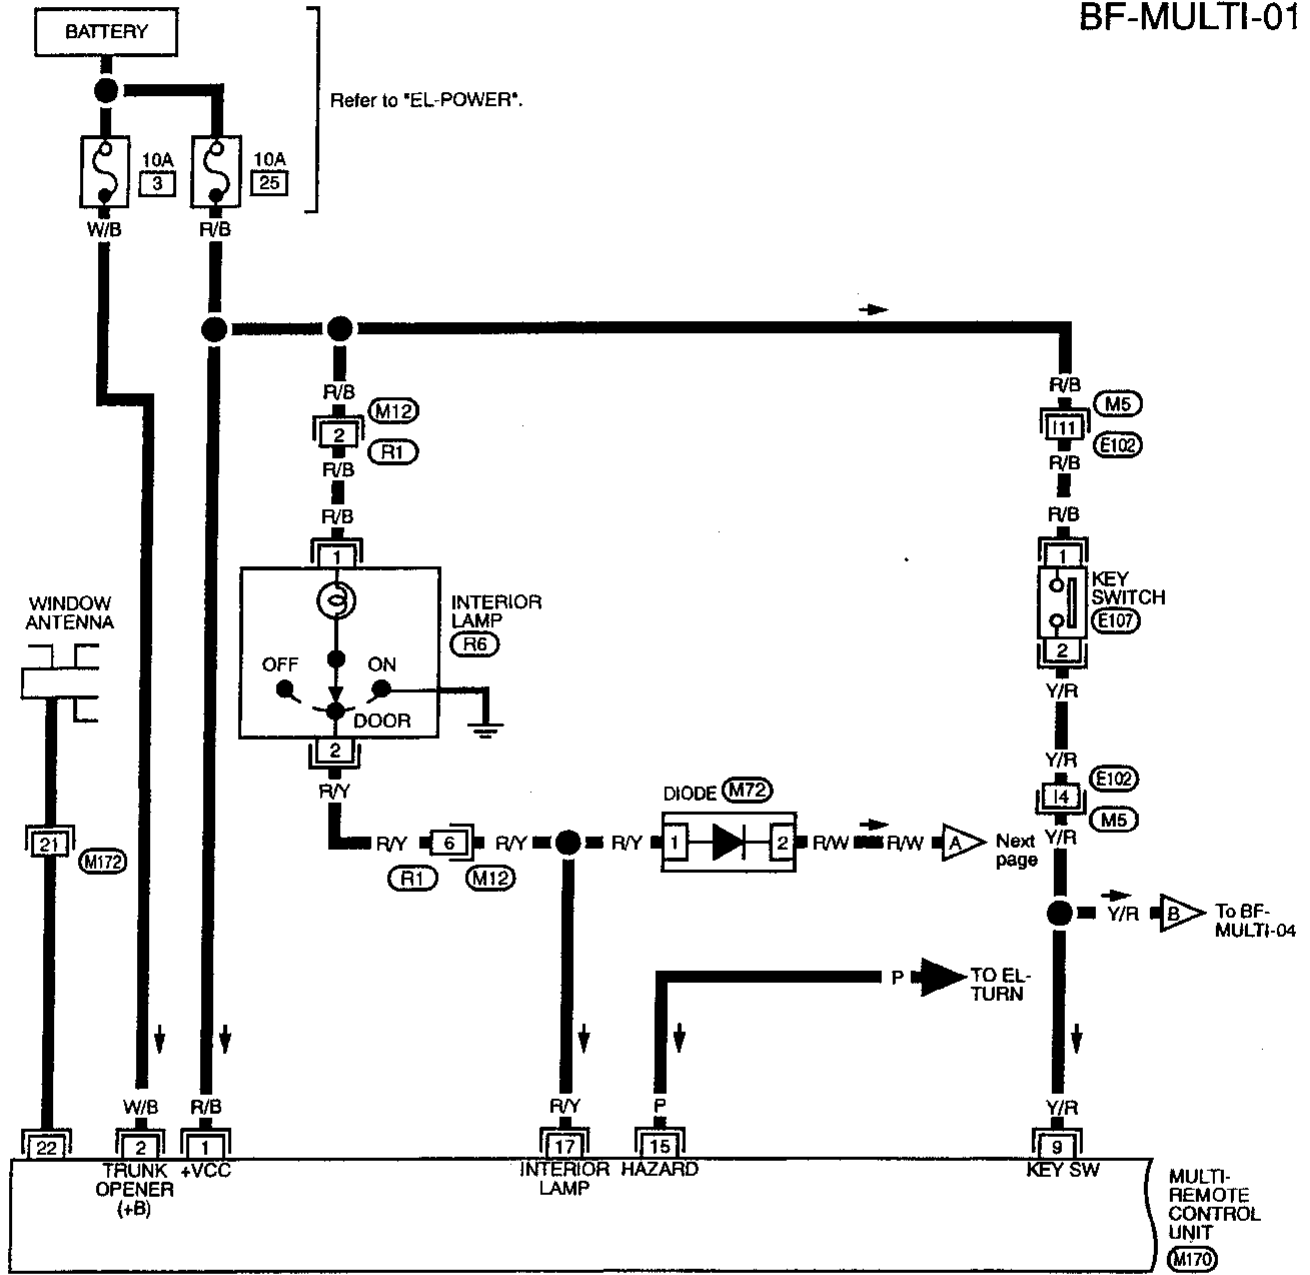 BF-MULTI-01
BATTERY
Refer to "EL-POWER".
10A
3
10A
25
W/B
R/B
R/B
M12
2
R1
R/B
R/B
1
R/B
M5
I11
E102
R/B
R/B
1
KEY
SWITCH
E107
2
Y/R
WINDOW
ANTENNA
INTERIOR
LAMP
R6
OFF
ON
DOOR
2
R/Y
Y/R
E102
I4
M5
Y/R
DIODE M72
21
M172
R/Y
6
R/Y
R/Y
1
2
R/W
R/W
A
Next
page
R1
M12
Y/R
B
To BF-
MULTI-04
P
TO EL-
TURN
W/B
R/B
R/Y
P
Y/R
22
2
1
17
15
9
TRUNK
OPENER
(+B)
+VCC
INTERIOR
LAMP
HAZARD
KEY SW
MULTI-
REMOTE
CONTROL
UNIT
M170